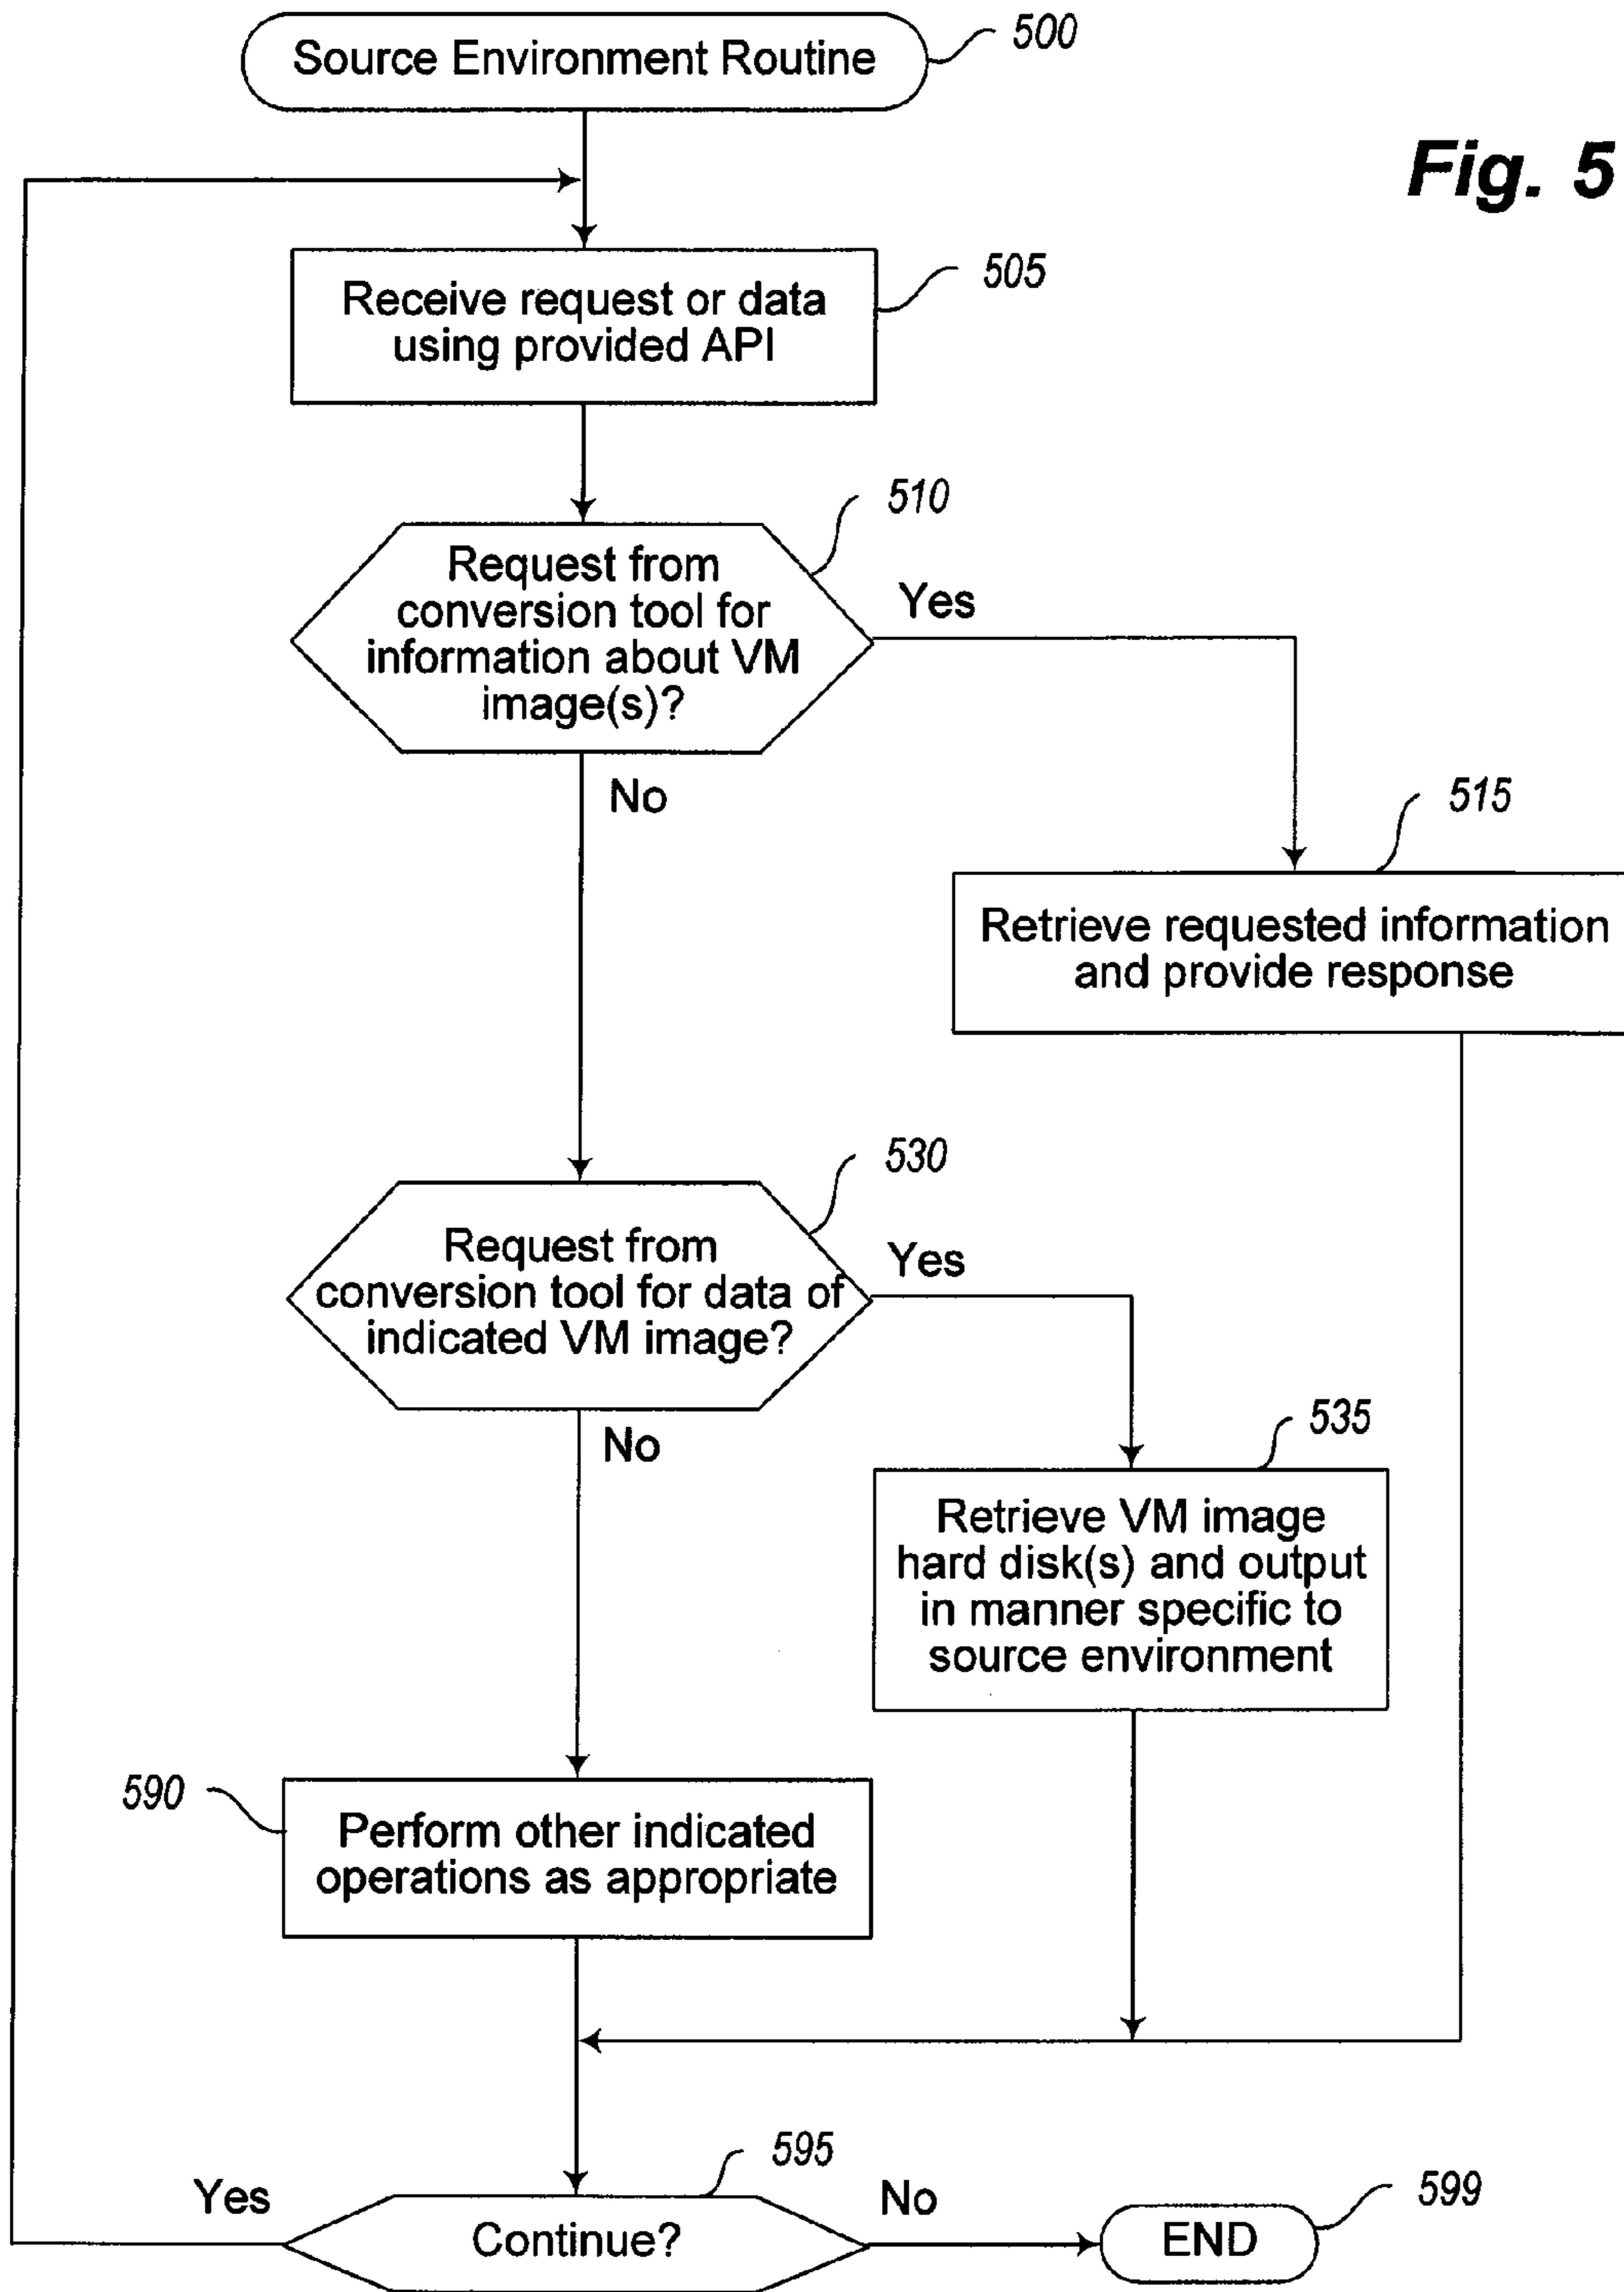 Source Environment Routine
500
Fig. 5
Receive request or data
using provided API
505
510
Request from
conversion tool for
information about VM
image(s)?
Yes
No
515
Retrieve requested information
and provide response
530
Request from
conversion tool for data of
indicated VM image?
Yes
No
535
Retrieve VM image
hard disk(s) and output
in manner specific to
source environment
590
Perform other indicated
operations as appropriate
595
Yes
Continue?
No
END
599